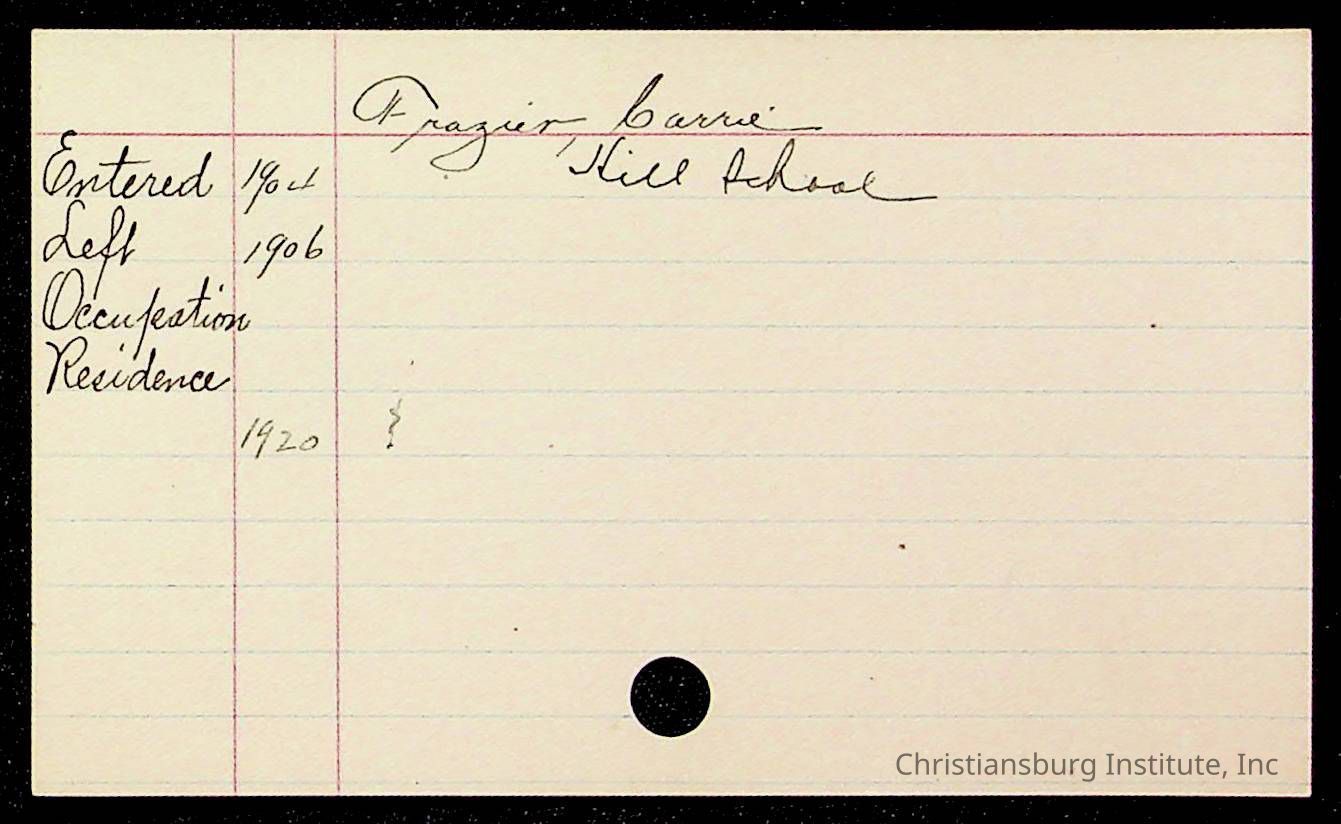 Frazier, Carrie
Entered 1904 Hill School
Left 1906
Occupation
Residence
1920 }
Christiansburg Institute, Inc